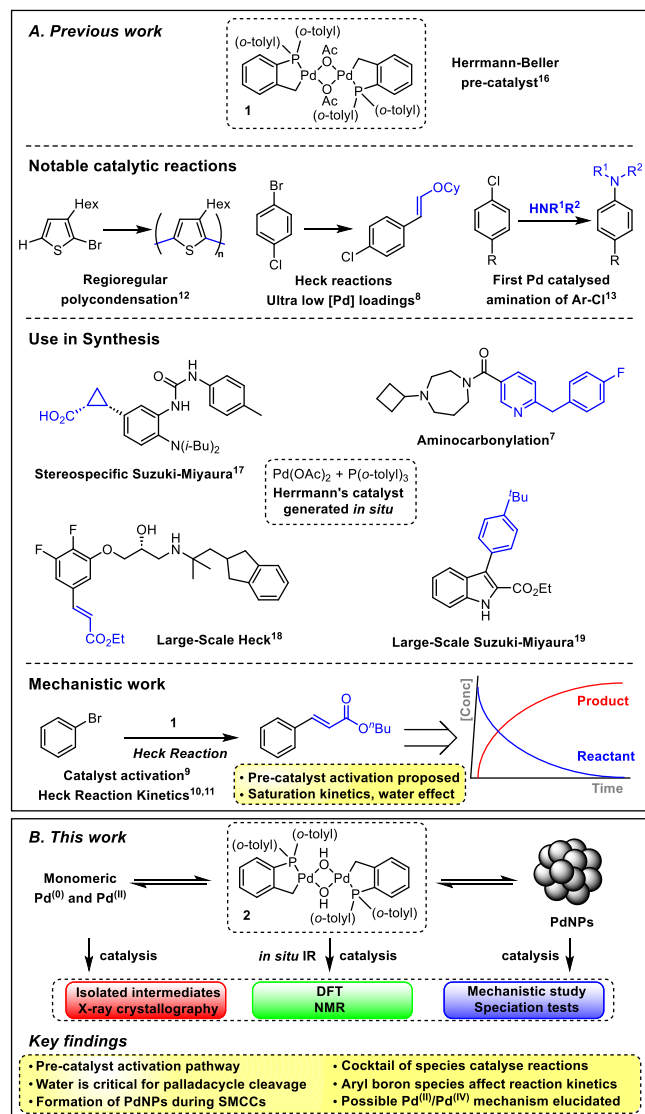 A. Previous work
(o-tolyl)
(o-tolyl)
P
Pd
Ac
O
O
Ac
Pd
P
(o-tolyl)
(o-tolyl)
1
Herrmann-Beller
pre-catalyst16
Notable catalytic reactions
Hex
H
S
Br
Hex
S
n
Regioregular
polycondensation12
Br
Cl
OCy
Cl
Heck reactions
Ultra low [Pd] loadings8
Cl
R
HNR1R2
R1
N
R2
R
First Pd catalysed
amination of Ar-Cl13
Use in Synthesis
HO2C
O
H
N
NH
N(i-Bu)2
Stereospecific Suzuki-Miyaura17
N
N
O
N
F
Aminocarbonylation7
Pd(OAc)2 + P(o-tolyl)3
Herrmann's catalyst
generated in situ
F
F
O
OH
H
N
CO2Et
Large-Scale Heck18
tBu
N
H
CO2Et
Large-Scale Suzuki-Miyaura19
Mechanistic work
Br
1
Heck Reaction
O
OnBu
Catalyst activation9
Heck Reaction Kinetics10,11
• Pre-catalyst activation proposed
• Saturation kinetics, water effect
[Conc]
Product
Reactant
Time
B. This work
Monomeric
Pd(0) and Pd(II)
(o-tolyl)
(o-tolyl)
P
Pd
H
O
O
H
Pd
P
(o-tolyl)
(o-tolyl)
2
PdNPs
catalysis
in situ IR
catalysis
catalysis
Isolated intermediates
X-ray crystallography
DFT
NMR
Mechanistic study
Speciation tests
Key findings
• Pre-catalyst activation pathway
• Water is critical for palladacycle cleavage
• Formation of PdNPs during SMCCs
• Cocktail of species catalyse reactions
• Aryl boron species affect reaction kinetics
• Possible Pd(II)/Pd(IV) mechanism elucidated